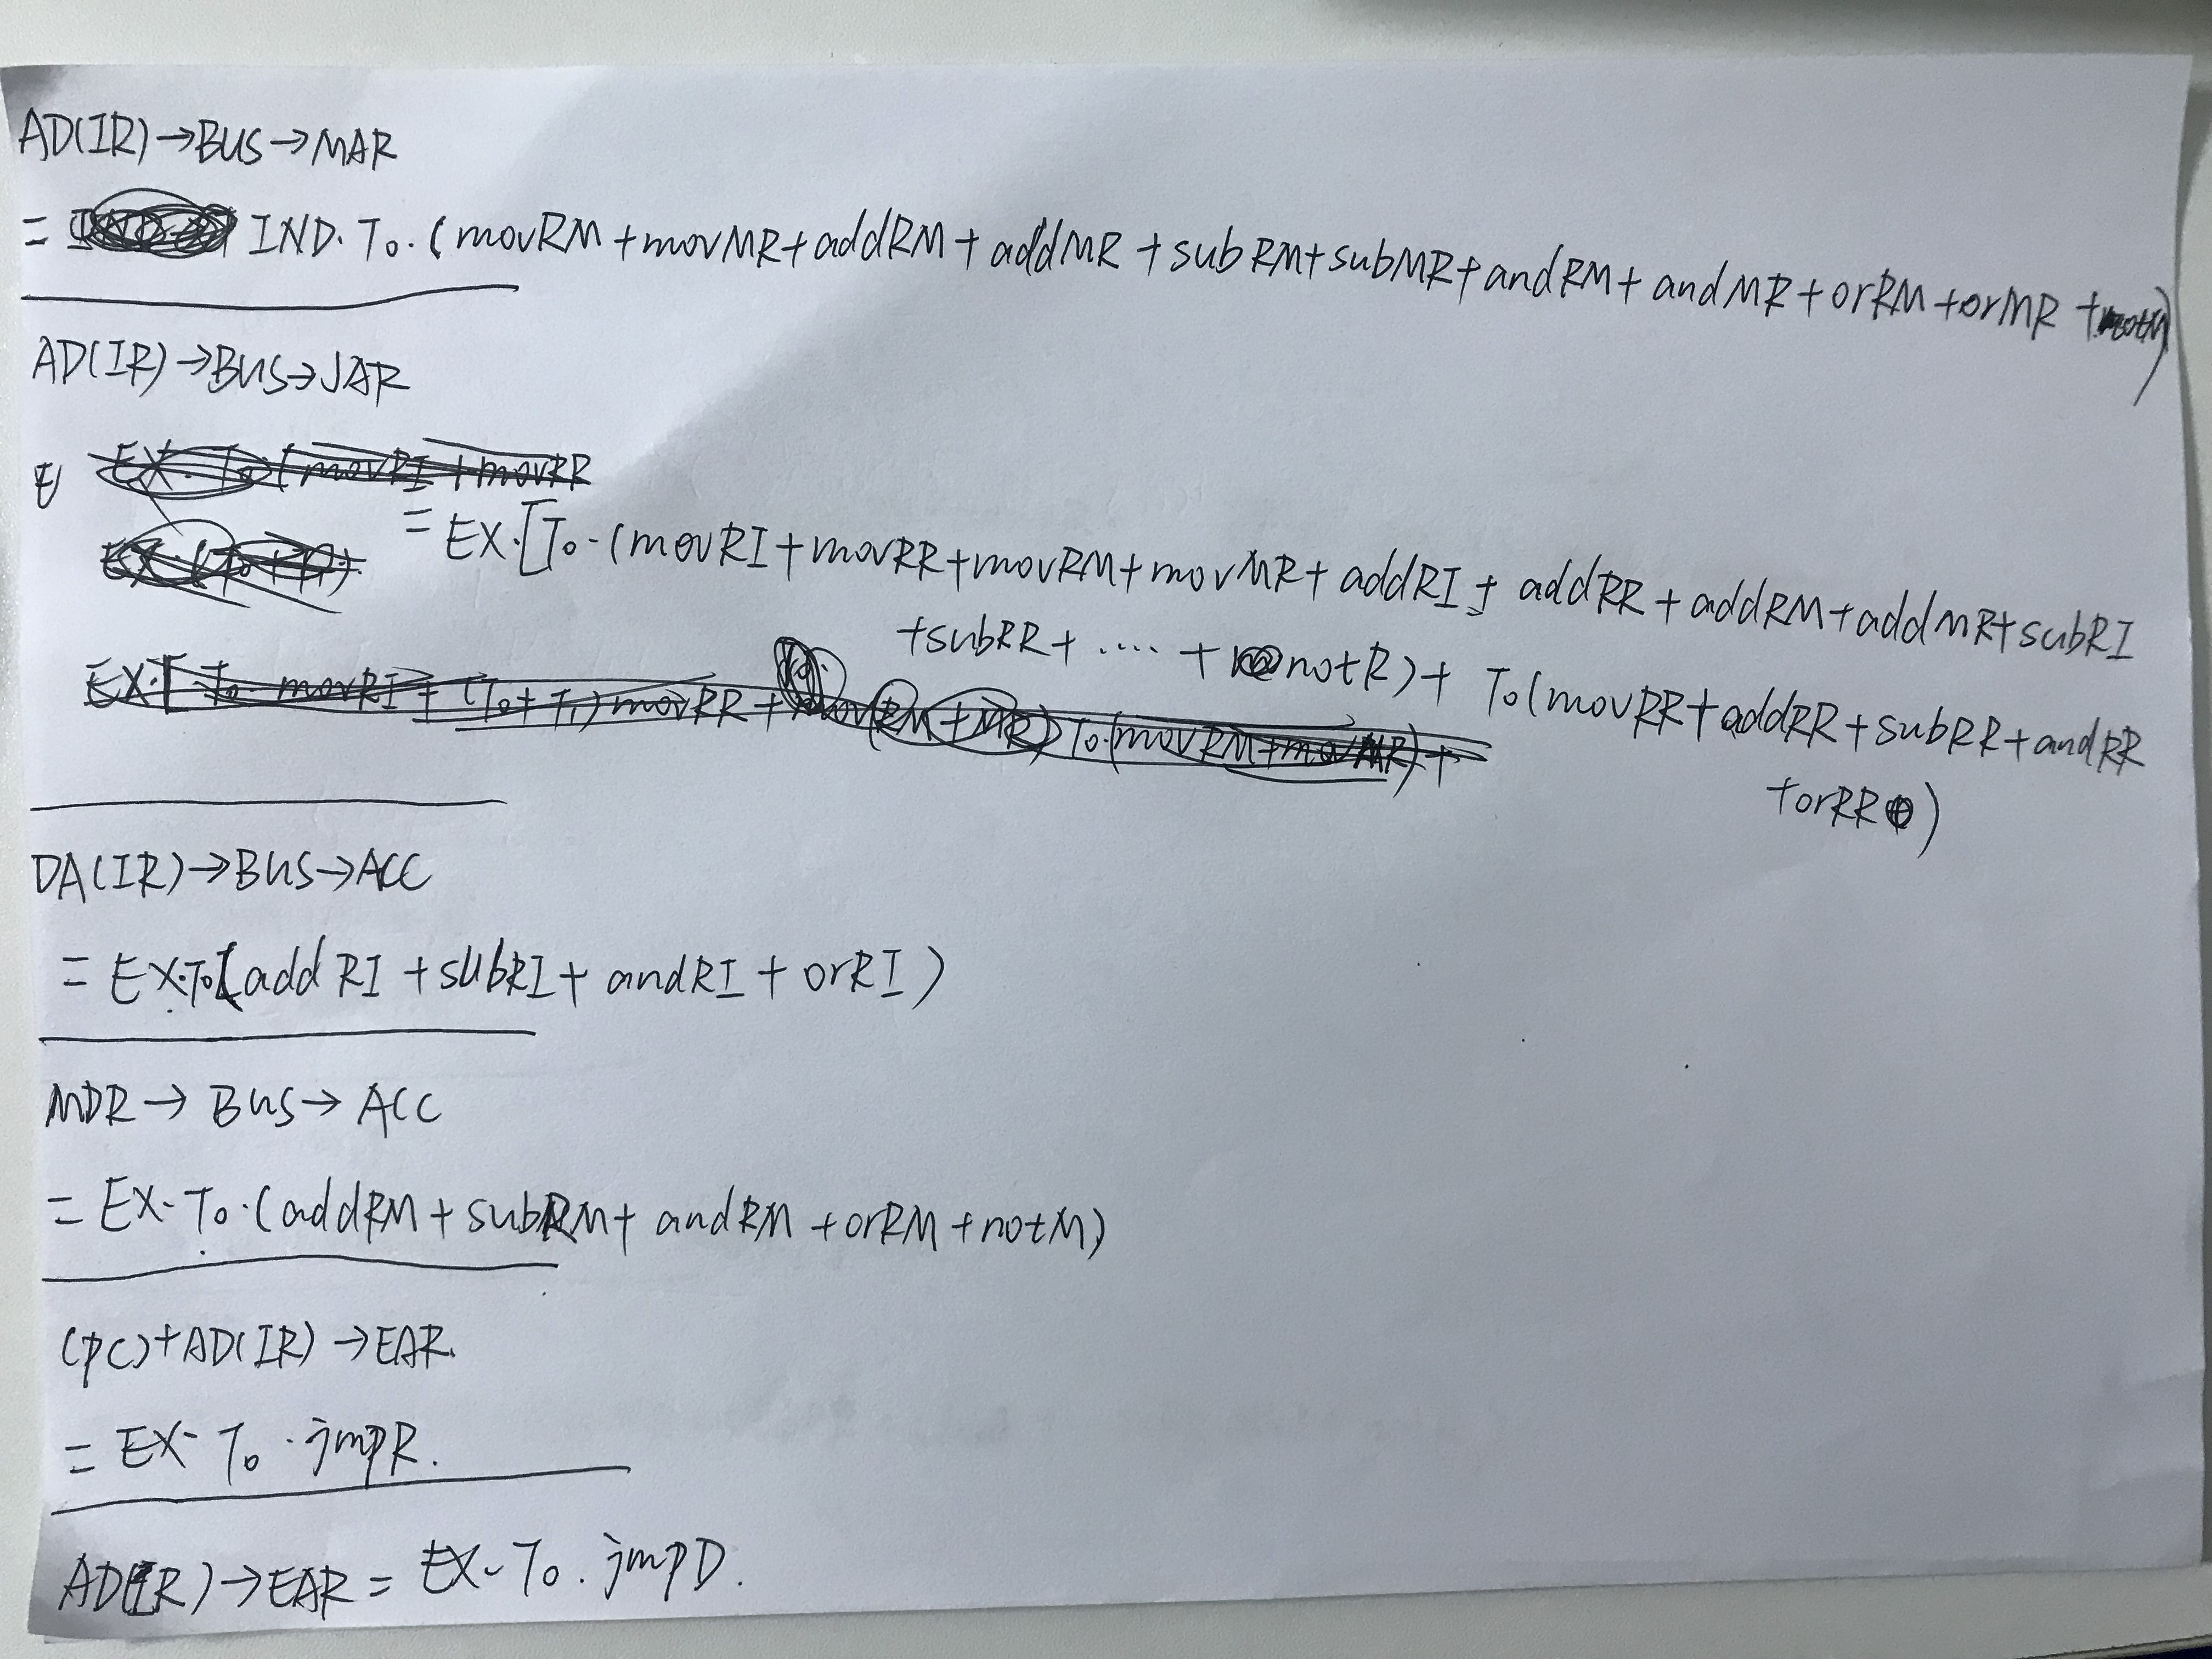 AD(IR)→BUS→MAR
= IND·T₀·(movRM+movMR+addRM+addMR+subRM+subMR+andRM+andMR+orRM+orMR+notM)
AD(IR)→BUS→JAR
E
= EX·[T₀·(movRI+movRR+movRM+movMR+addRI+addRR+addRM+addMR+subRI
+subRR+····+notR)+T₀(movRR+addRR+subRR+andRR
+orRR)
DA(IR)→BUS→ACC
= EX·T₀(addRI+subRI+andRI+orRI)
MDR→BUS→ACC
= EX·T₀·(addRM+subRM+andRM+orRM+notM)
(PC)+AD(IR)→EAR.
= EX·T₀·jmpR.
AD(IR)→EAR = EX·T₀·jmpD.